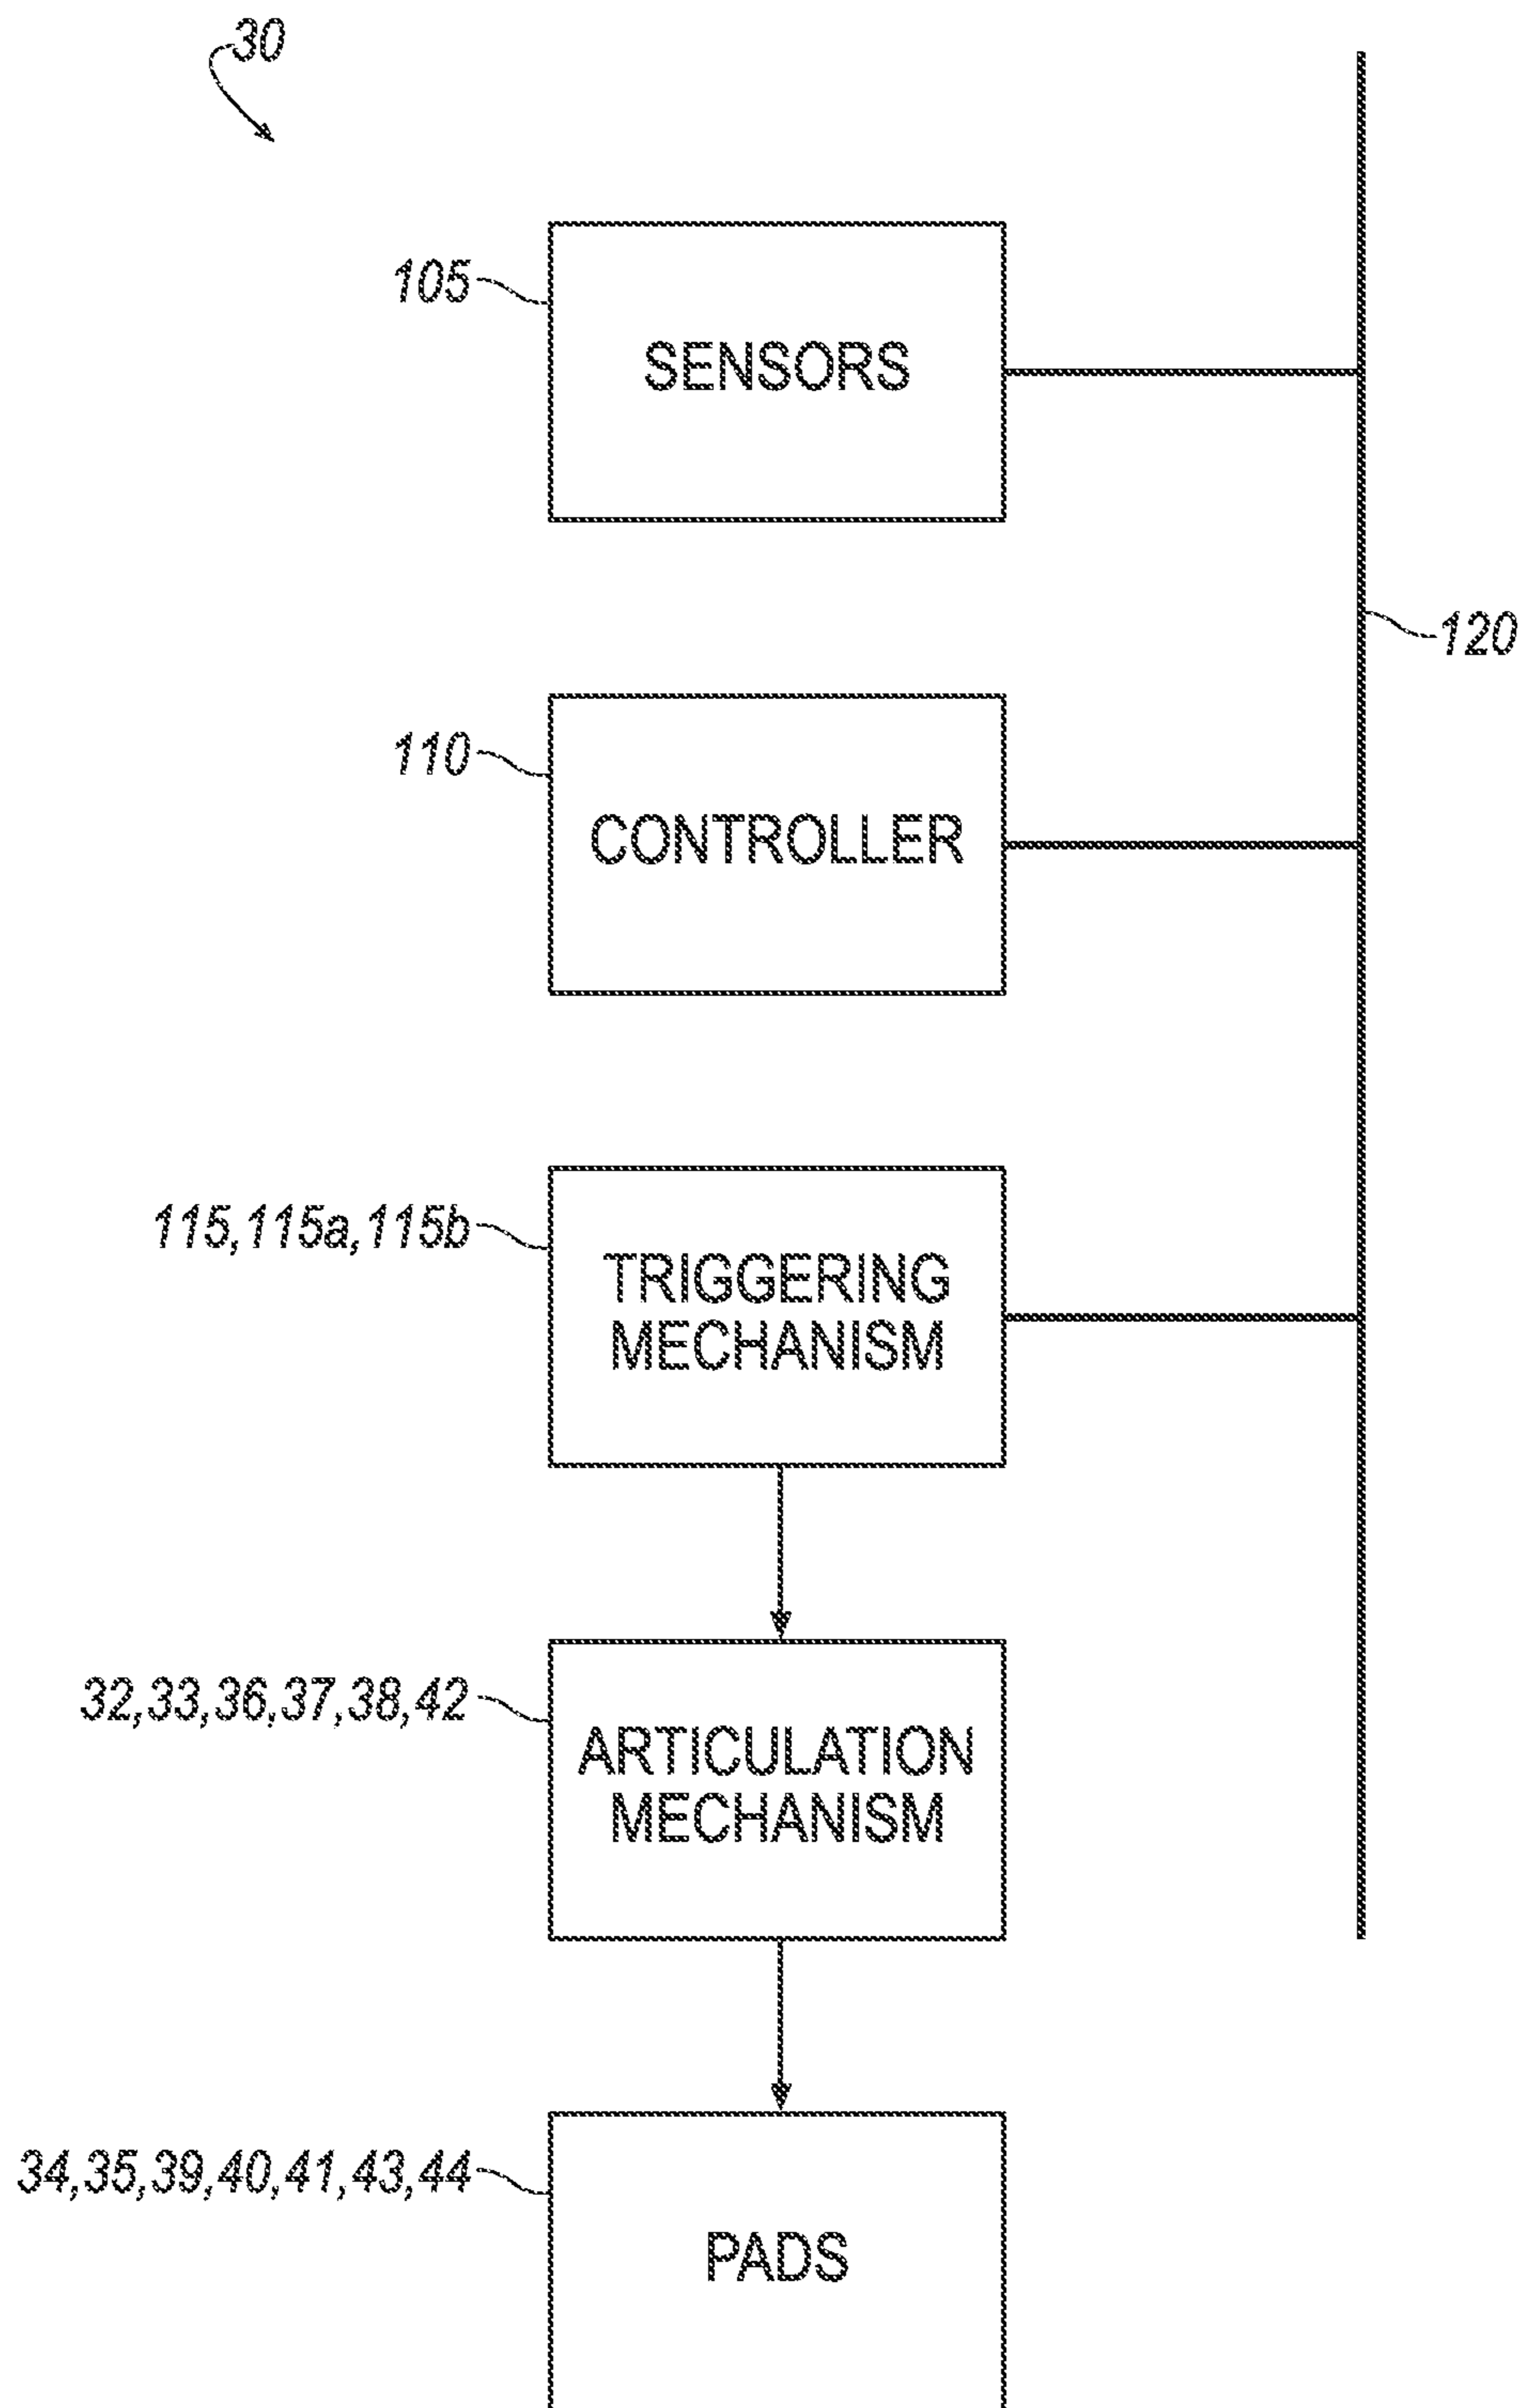 30
105
SENSORS
120
110
CONTROLLER
115,115a,115b
TRIGGERING
MECHANISM
32,33,36,37,38,42
ARTICULATION
MECHANISM
34,35,39,40,41,43,44
PADS